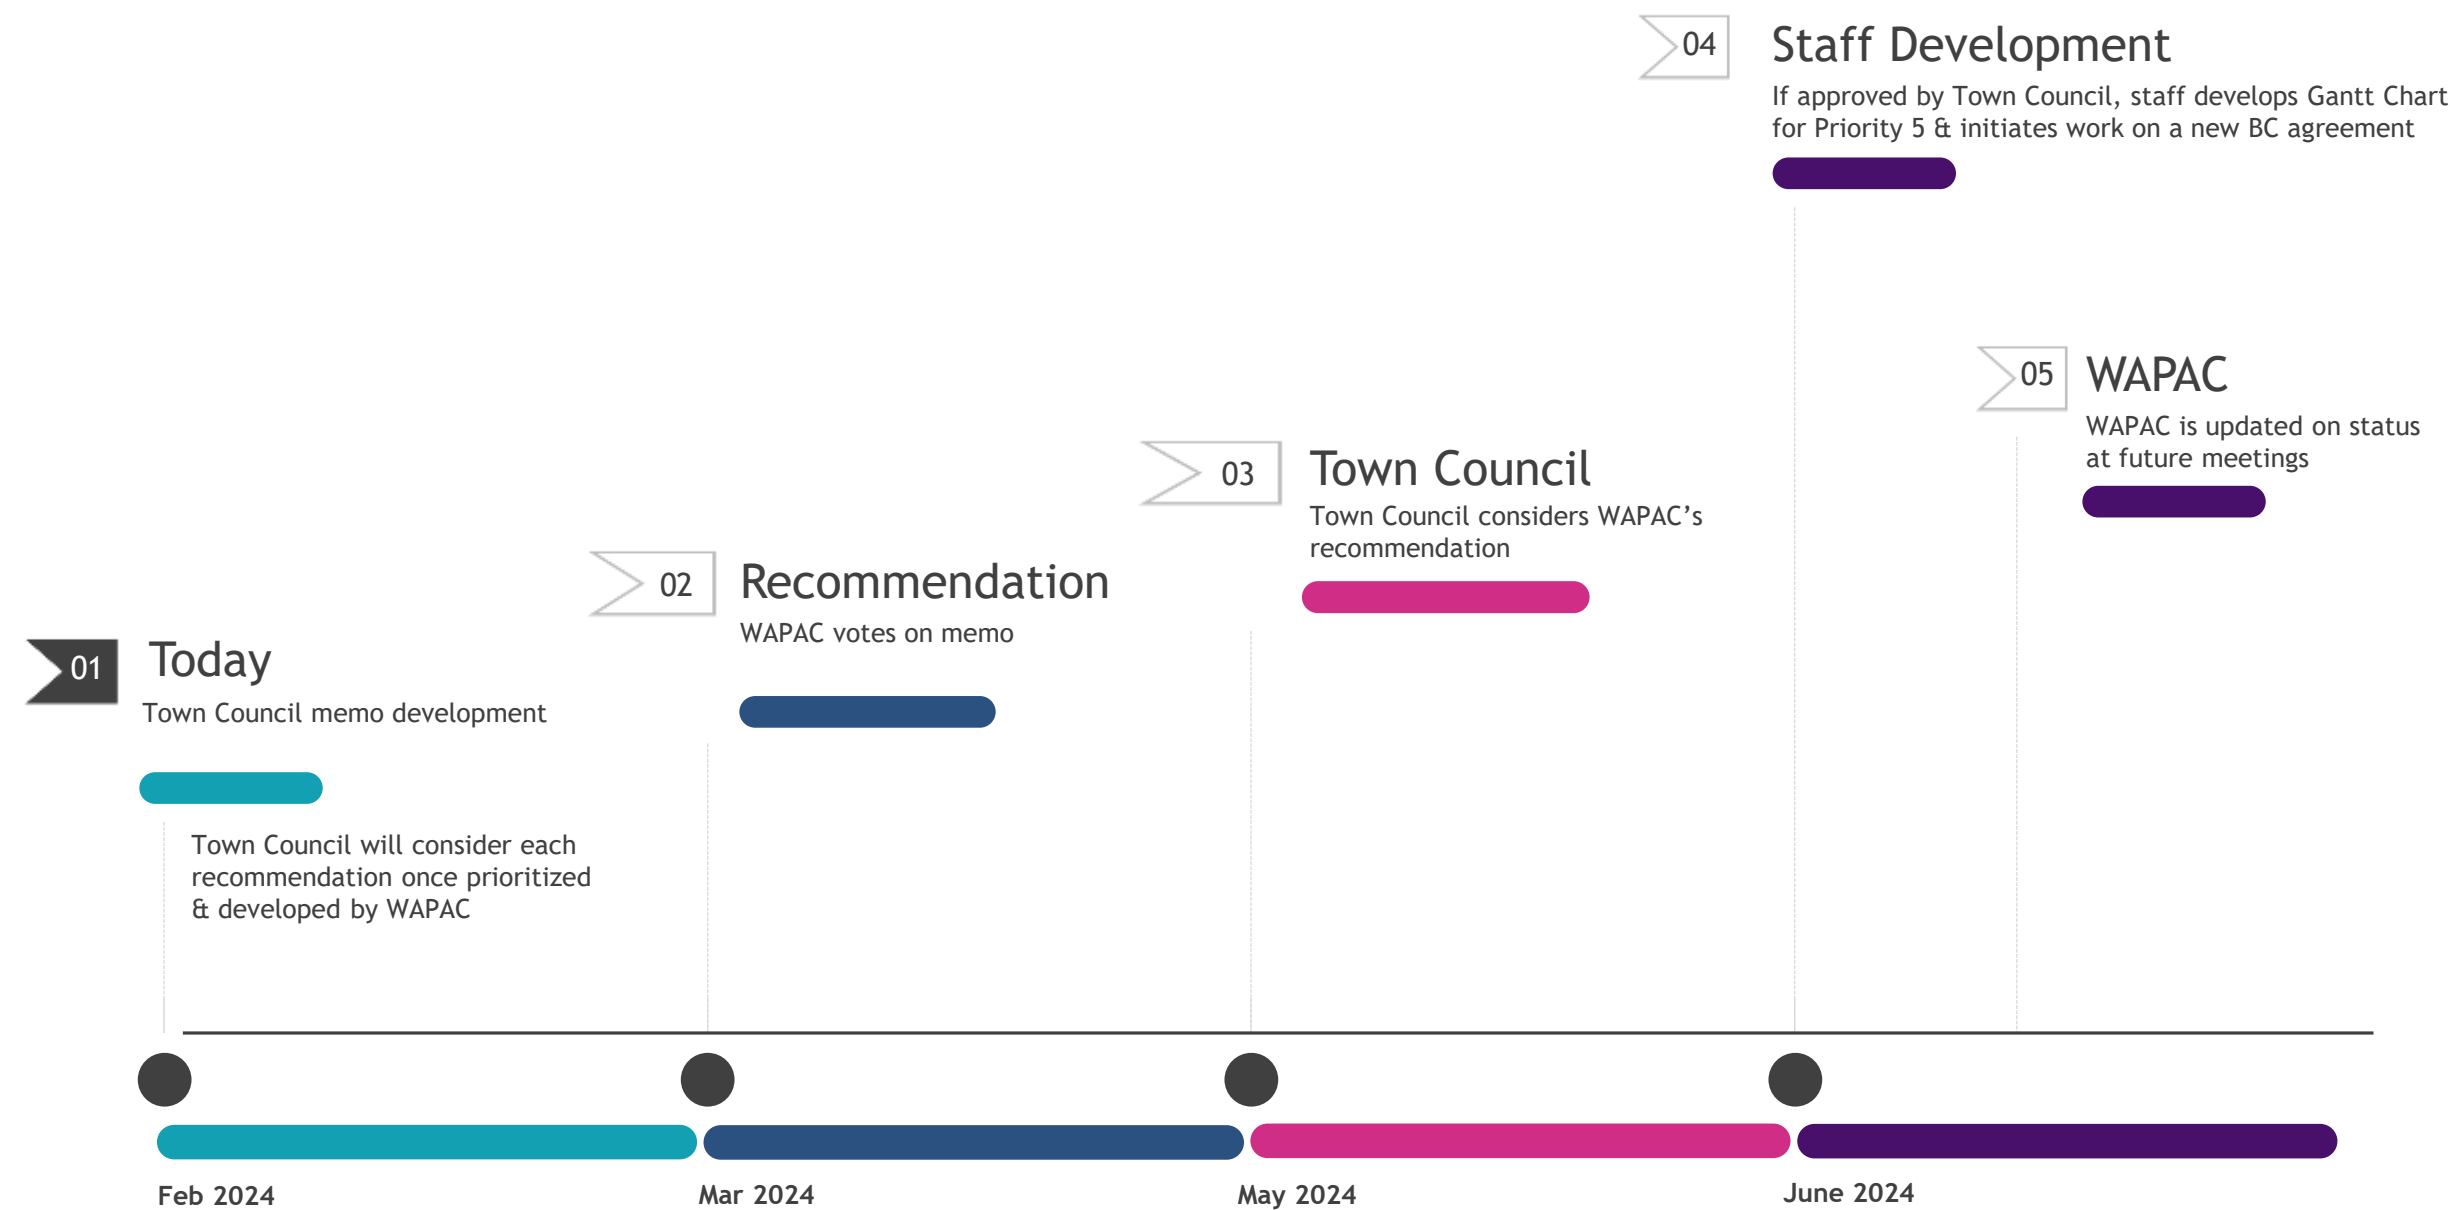 04
Staff Development
If approved by Town Council, staff develops Gantt Chart
for Priority 5 & initiates work on a new BC agreement
05
WAPAC
WAPAC is updated on status
at future meetings
03
Town Council
Town Council considers WAPAC’s
recommendation
02
Recommendation
WAPAC votes on memo
01
Today
Town Council memo development
Town Council will consider each
recommendation once prioritized
& developed by WAPAC
Feb 2024
Mar 2024
May 2024
June 2024